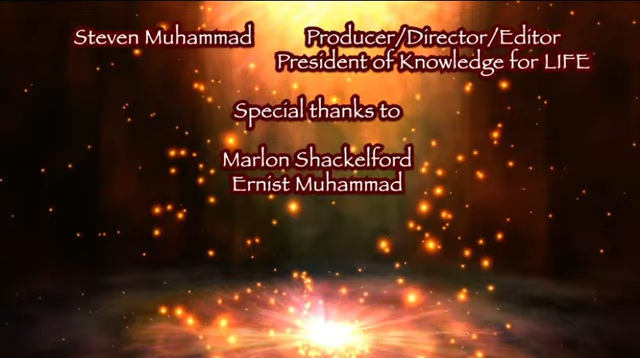 Steven Muhammad Producer/Director/Editor
President of Knowledge for LIFE
Special thanks to
Marlon Shackelford
Ernist Muhammad